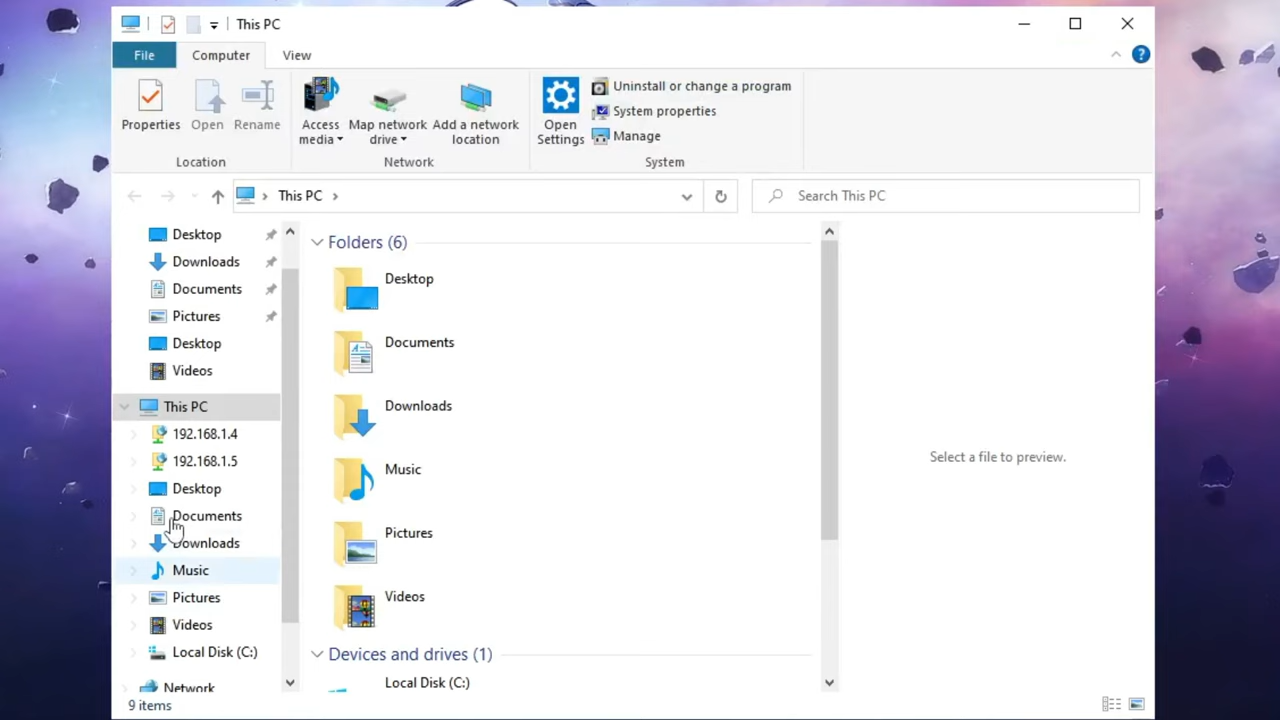 This PC
File Computer View
Properties Open Rename
Location
Access media
Map network drive
Add a network location
Network
Open Settings
Uninstall or change a program
System properties
Manage
System
This PC
Search This PC
Desktop
Downloads
Documents
Pictures
Desktop
Videos
This PC
192.168.1.4
192.168.1.5
Desktop
Documents
Downloads
Music
Pictures
Videos
Local Disk (C:)
Network
Folders (6)
Desktop
Documents
Downloads
Music
Pictures
Videos
Devices and drives (1)
Local Disk (C:)
Select a file to preview.
9 items